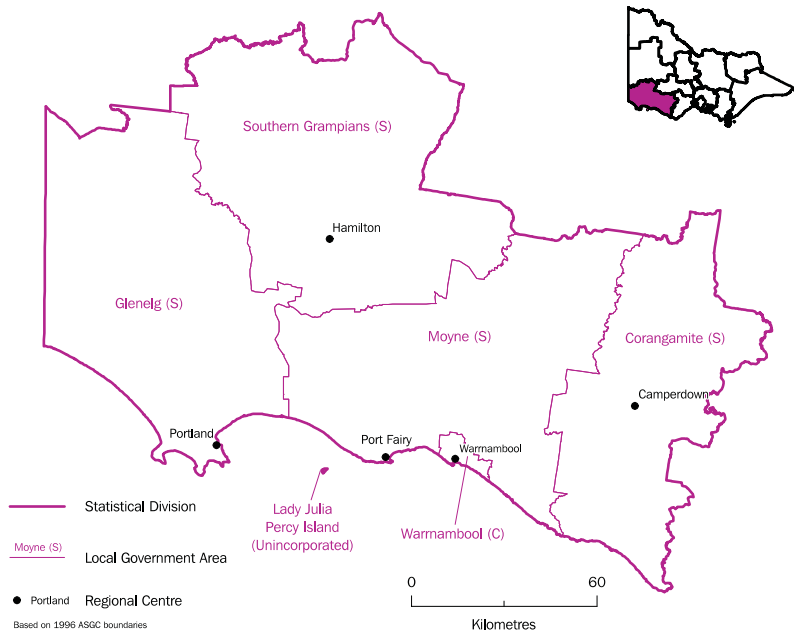 Southern Grampians (S)
Hamilton
Glenelg (S)
Moyne (S)
Corangamite (S)
Camperdown
Portland
Port Fairy
Warnambool
Lady Julia
Percy Island
(Unincorporated)
Warrnambool (C)
Statistical Division
Moyne (S)
Local Government Area
Portland
Regional Centre
0
60
Kilometres
Based on 1996 ASGC boundaries